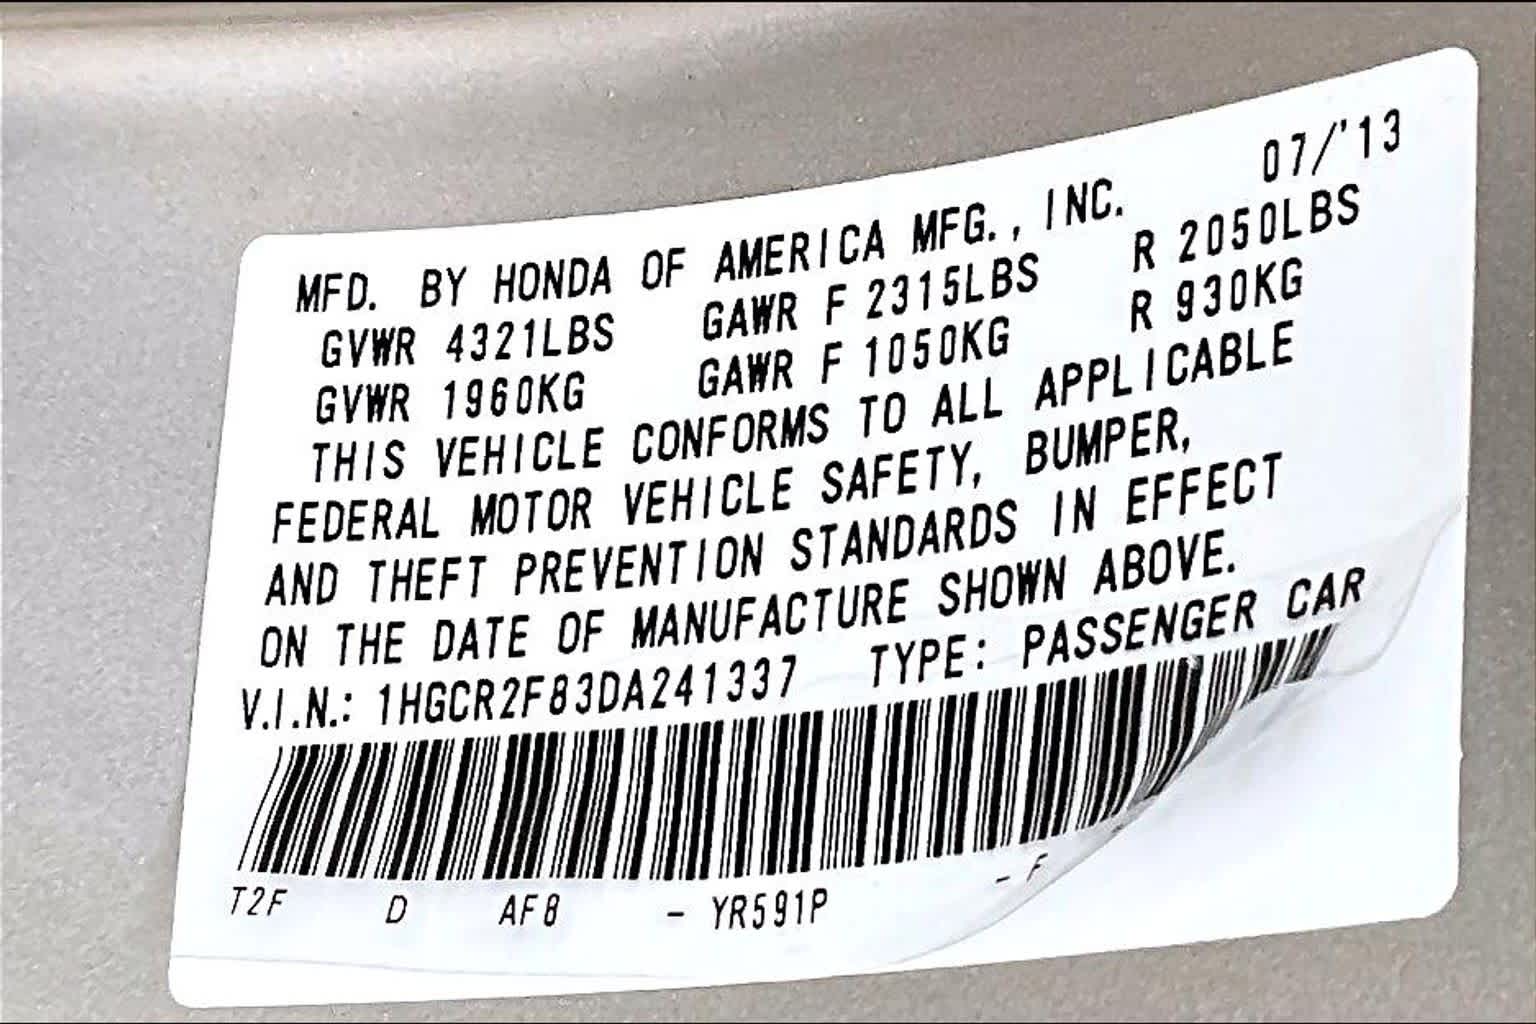 07/'13
MFD. BY HONDA OF AMERICA MFG., INC.
GVWR 4321LBS GAWR F 2315LBS R 2050LBS
GVWR 1960KG GAWR F 1050KG R 930KG
THIS VEHICLE CONFORMS TO ALL APPLICABLE
FEDERAL MOTOR VEHICLE SAFETY, BUMPER,
AND THEFT PREVENTION STANDARDS IN EFFECT
ON THE DATE OF MANUFACTURE SHOWN ABOVE.
V.I.N.: 1HGCR2F83DA241337 TYPE: PASSENGER CAR
T2F D AF8 - YR591P - F